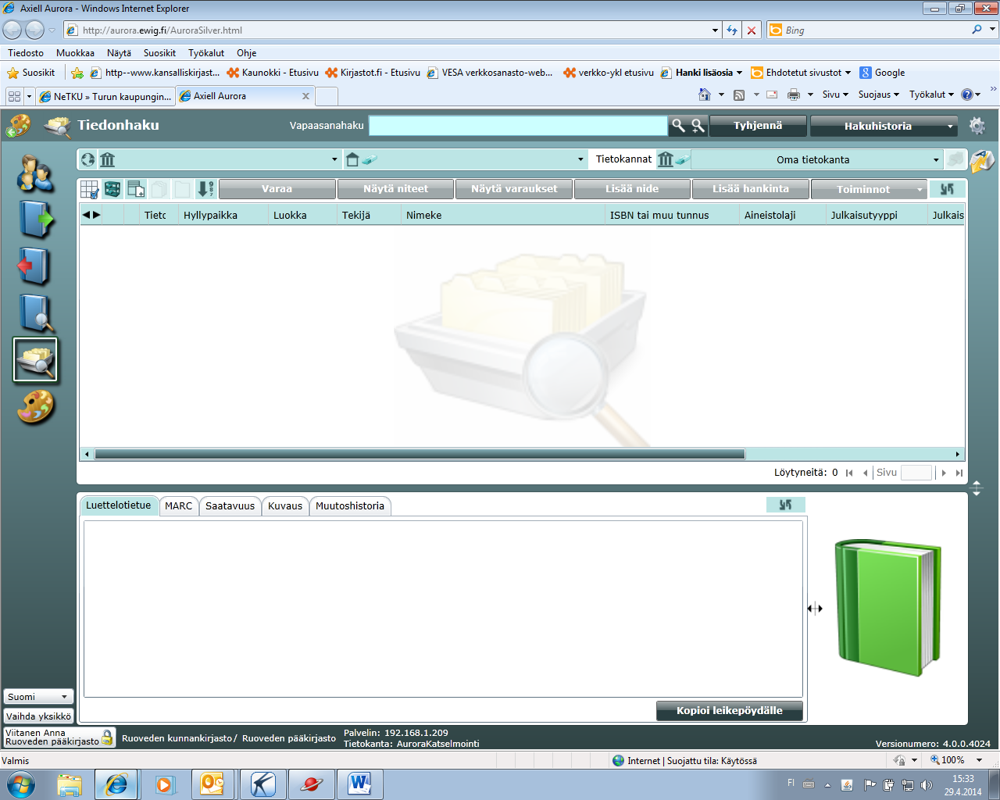 Axiell Aurora - Windows Internet Explorer
http://aurora.ewig.fi/AuroraSilver.html
Bing
Tiedosto Muokkaa Näytä Suosikit Työkalut Ohje
Suosikit http--www.kansalliskirjast... Kaunokki - Etusivu Kirjastot.fi - Etusivu VESA verkkosanasto-web... verkko-ykl etusivu Hanki lisäosia Ehdotetut sivustot Google
NeTKU » Turun kaupungin... Axiell Aurora Sivu Suojaus Työkalut
Tiedonhaku Vapaasanahaku Tyhjennä Hakuhistoria
Tietokannat Oma tietokanta
Varaa Näytä niteet Näytä varaukset Lisää nide Lisää hankinta Toiminnot
Tietc Hyllypaikka Luokka Tekijä Nimeke ISBN tai muu tunnus Aineistolaji Julkaisutyyppi Julkais
Löytyneitä: 0 Sivu
Luettelotietue MARC Saatavuus Kuvaus Muutoshistoria
Kopioi leikepöydälle
Suomi
Vaihda yksikkö
Viitanen Anna
Ruoveden pääkirjasto
Ruoveden kunnankirjasto/ Ruoveden pääkirjasto
Palvelin: 192.168.1.209
Tietokanta: AuroraKatselmointi
Versionumero: 4.0.0.4024
Valmis Internet | Suojattu tila: Käytössä 100%
FI 15:33
29.4.2014